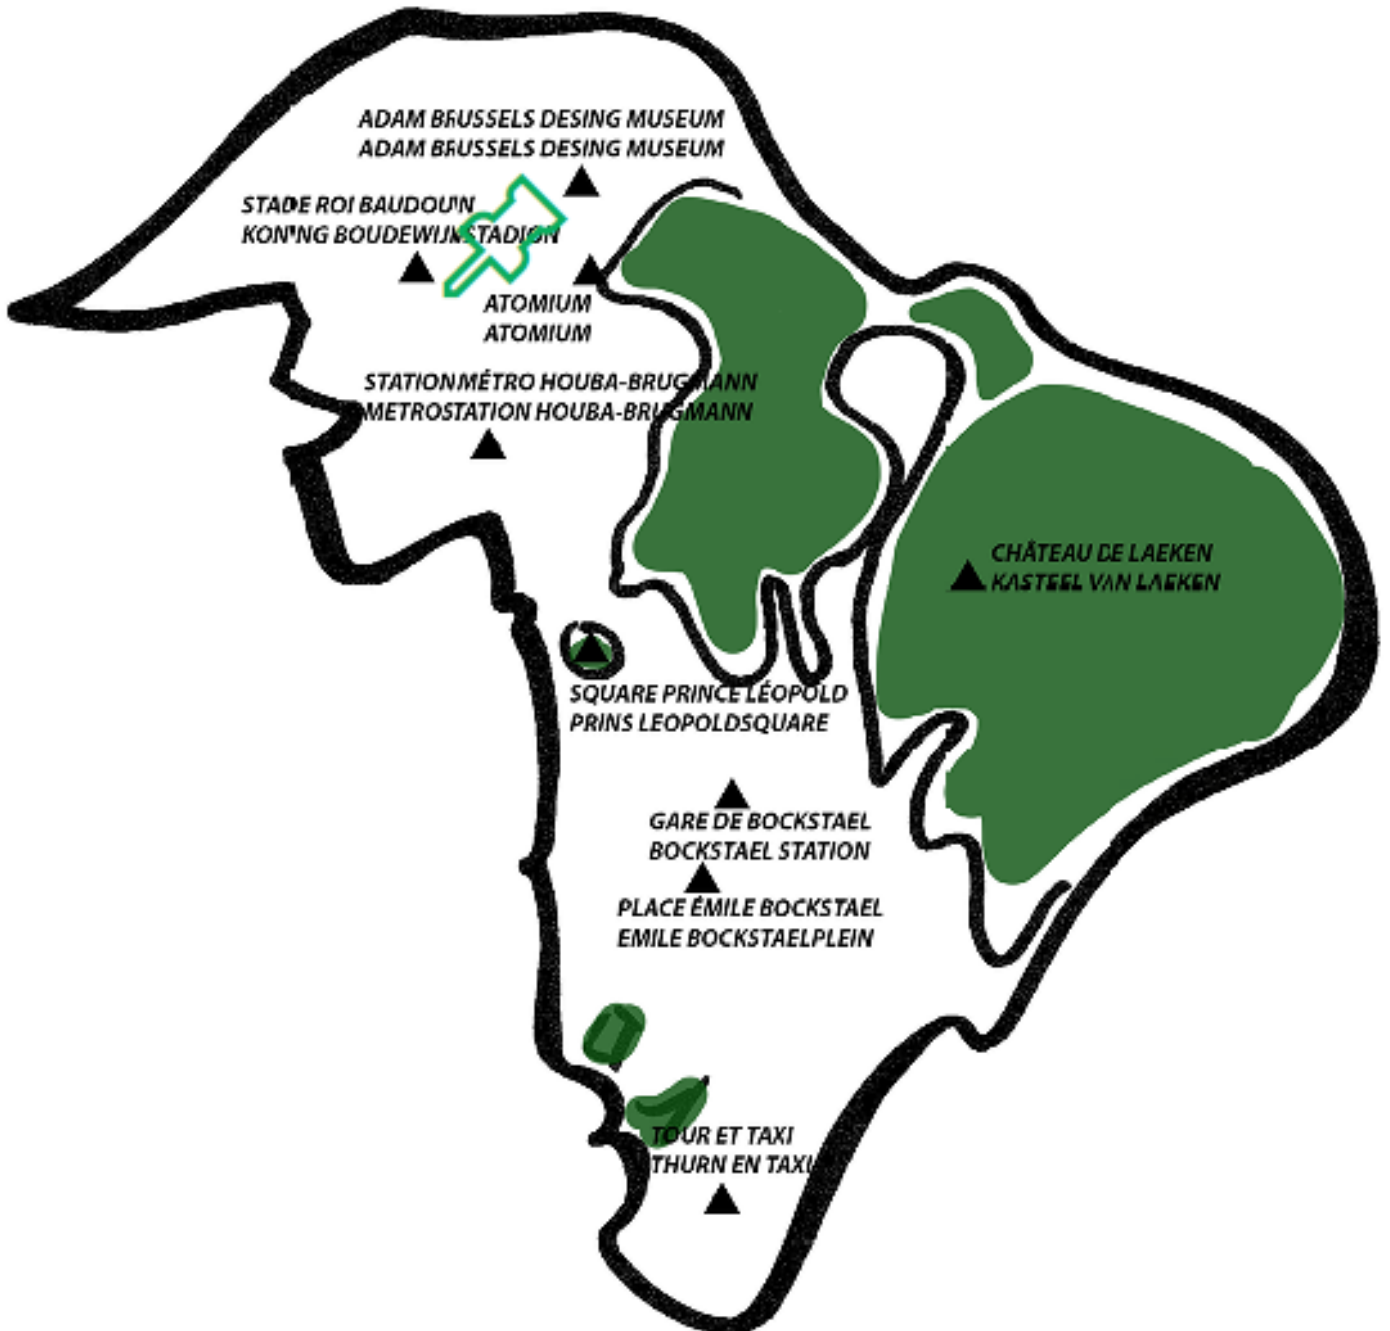 ADAM BRUSSELS DESING MUSEUM
ADAM BRUSSELS DESING MUSEUM
STADE ROI BAUDOUIN
KONING BOUDEWIJNSTADION
ATOMIUM
ATOMIUM
STATION MÉTRO HOUBA-BRUGMANN
METROSTATION HOUBA-BRUGMANN
CHÂTEAU DE LAEKEN
KASTEEL VAN LAEKEN
SQUARE PRINCE LÉOPOLD
PRINS LEOPOLDSQUARE
GARE DE BOCKSTAEL
BOCKSTAEL STATION
PLACE ÉMILE BOCKSTAEL
EMILE BOCKSTAELPLEIN
TOUR ET TAXI
THURN EN TAXI